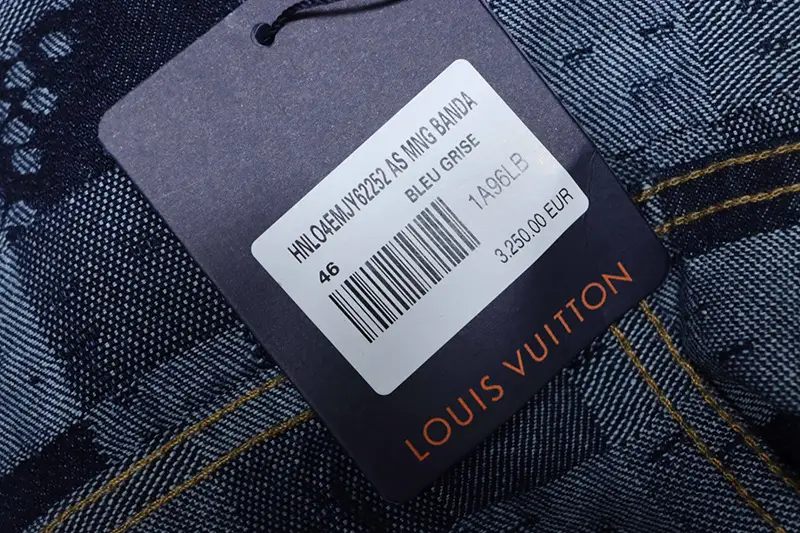 HNLO4EMJY62252 AS MNG BANDA
BLEU GRISE
46
1A96LB
3.250.00 EUR
LOUIS VUITTON